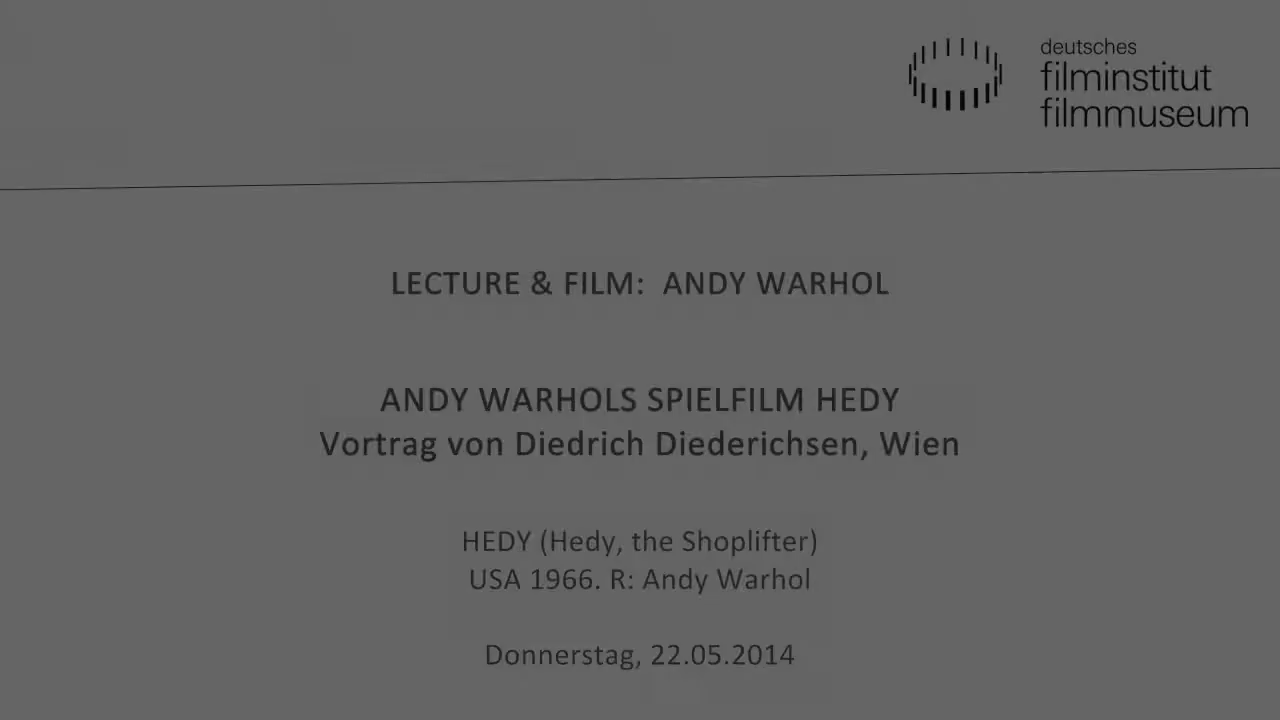 deutsches
filminstitut
filmmuseum
LECTURE & FILM: ANDY WARHOL
ANDY WARHOLS SPIELFILM HEDY
Vortrag von Diedrich Diederichsen, Wien
HEDY (Hedy, the Shoplifter)
USA 1966. R: Andy Warhol
Donnerstag, 22.05.2014